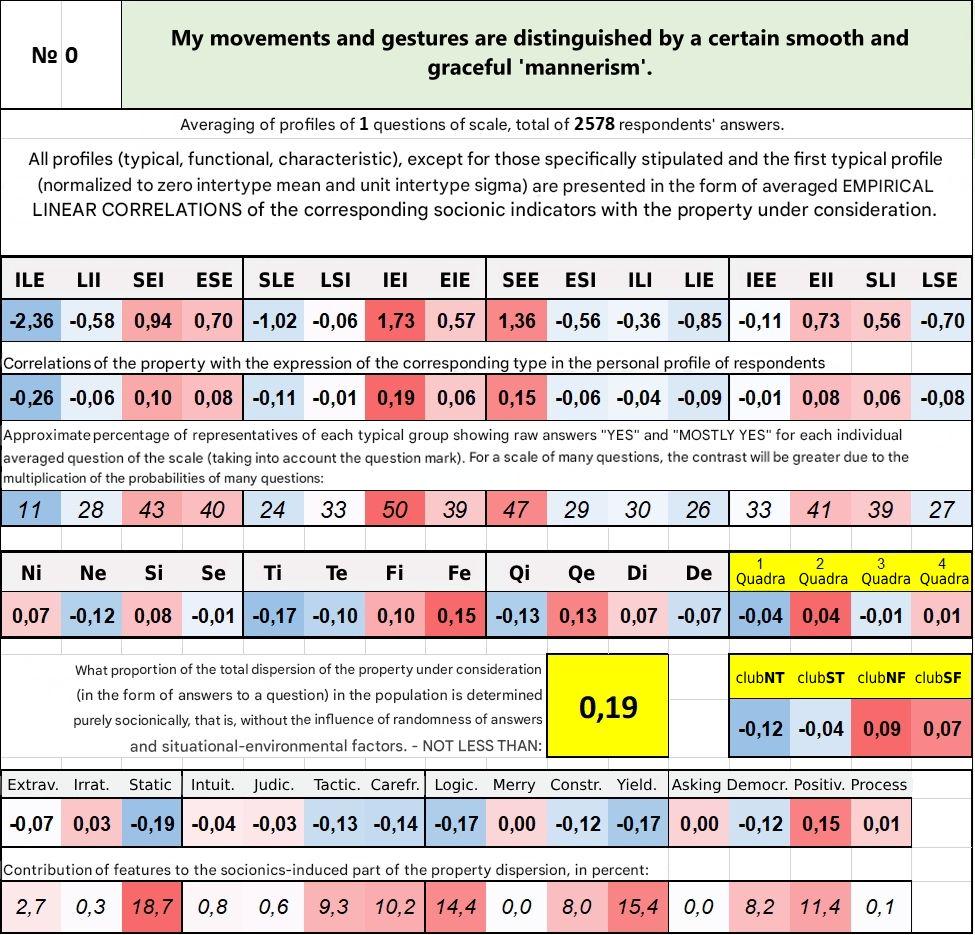 № 0
My movements and gestures are distinguished by a certain smooth and
graceful 'mannerism'.
Averaging of profiles of 1 questions of scale, total of 2578 respondents' answers.
All profiles (typical, functional, characteristic), except for those specifically stipulated and the first typical profile
(normalized to zero intertype mean and unit intertype sigma) are presented in the form of averaged EMPIRICAL
LINEAR CORRELATIONS of the corresponding socionic indicators with the property under consideration.
ILE LII SEI ESE SLE LSI IEI EIE SEE ESI ILI LIE IEE EII SLI LSE
-2,36 -0,58 0,94 0,70 -1,02 -0,06 1,73 0,57 1,36 -0,56 -0,36 -0,85 -0,11 0,73 0,56 -0,70
Correlations of the property with the expression of the corresponding type in the personal profile of respondents
-0,26 -0,06 0,10 0,08 -0,11 -0,01 0,19 0,06 0,15 -0,06 -0,04 -0,09 -0,01 0,08 0,06 -0,08
Approximate percentage of representatives of each typical group showing raw answers "YES" and "MOSTLY YES" for each individual
averaged question of the scale (taking into account the question mark). For a scale of many questions, the contrast will be greater due to the
multiplication of the probabilities of many questions:
11 28 43 40 24 33 50 39 47 29 30 26 33 41 39 27
Ni Ne Si Se Ti Te Fi Fe Qi Qe Di De 1 Quadra 2 Quadra 3 Quadra 4 Quadra
0,07 -0,12 0,08 -0,01 -0,17 -0,10 0,10 0,15 -0,13 0,13 0,07 -0,07 -0,04 0,04 -0,01 0,01
What proportion of the total dispersion of the property under consideration
(in the form of answers to a question) in the population is determined
purely socionically, that is, without the influence of randomness of answers
and situational-environmental factors. - NOT LESS THAN:
0,19
clubNT clubST clubNF clubSF
-0,12 -0,04 0,09 0,07
Extrav. Irrat. Static Intuit. Judic. Tactic. Carefr. Logic. Merry Constr. Yield. Asking Democr. Positiv. Process
-0,07 0,03 -0,19 -0,04 -0,03 -0,13 -0,14 -0,17 0,00 -0,12 -0,17 0,00 -0,12 0,15 0,01
Contribution of features to the socionics-induced part of the property dispersion, in percent:
2,7 0,3 18,7 0,8 0,6 9,3 10,2 14,4 0,0 8,0 15,4 0,0 8,2 11,4 0,1